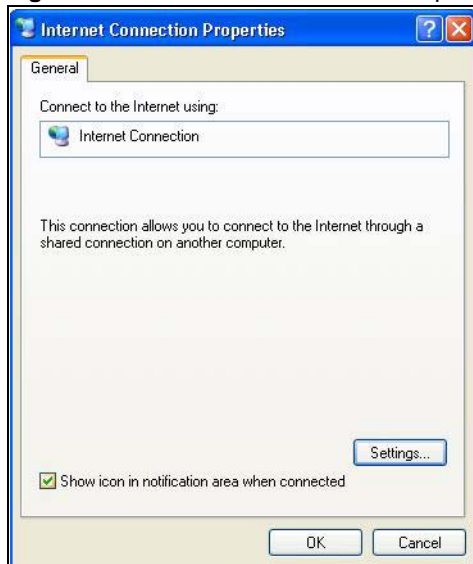 Internet Connection Properties
General
Connect to the Internet using:
Internet Connection
This connection allows you to connect to the Internet through a
shared connection on another computer.
Settings...
Show icon in notification area when connected
OK
Cancel